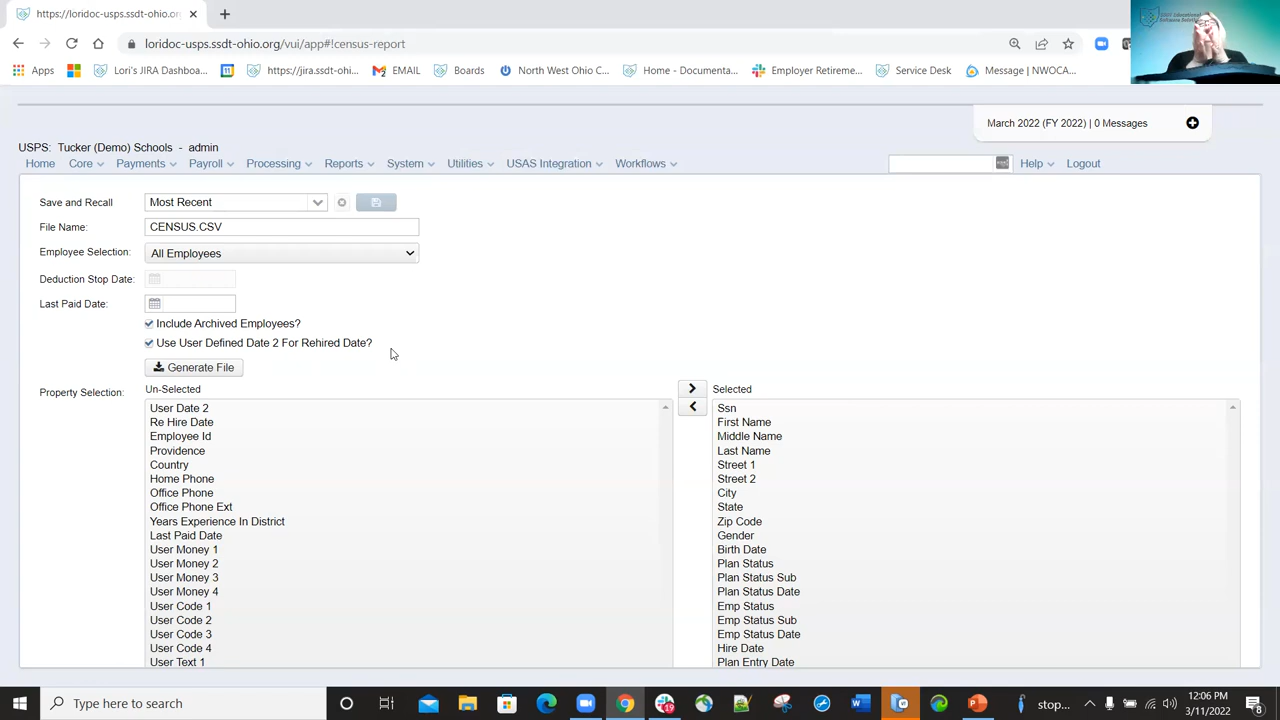 https://loridoc-usps.ssdt-ohio.org
loridoc-usps.ssdt-ohio.org/vui/app#!census-report
Apps
Lori's JIRA Dashboa...
https://jira.ssdt-ohi...
EMAIL
Boards
North West Ohio C...
Home - Documenta...
Employer Retireme...
Service Desk
Message | NWOCA...
March 2022 (FY 2022) | 0 Messages
USPS: Tucker (Demo) Schools - admin
Home Core Payments Payroll Processing Reports System Utilities USAS Integration Workflows Help Logout
Save and Recall Most Recent
File Name: CENSUS.CSV
Employee Selection: All Employees
Deduction Stop Date:
Last Paid Date:
Include Archived Employees?
Use User Defined Date 2 For Rehired Date?
Generate File
Property Selection: Un-Selected
User Date 2
Re Hire Date
Employee Id
Providence
Country
Home Phone
Office Phone
Office Phone Ext
Years Experience In District
Last Paid Date
User Money 1
User Money 2
User Money 3
User Money 4
User Code 1
User Code 2
User Code 3
User Code 4
User Text 1
Selected
Ssn
First Name
Middle Name
Last Name
Street 1
Street 2
City
State
Zip Code
Gender
Birth Date
Plan Status
Plan Status Sub
Plan Status Date
Emp Status
Emp Status Sub
Emp Status Date
Hire Date
Plan Entry Date
Type here to search
19
stop...
12:06 PM
3/11/2022
8